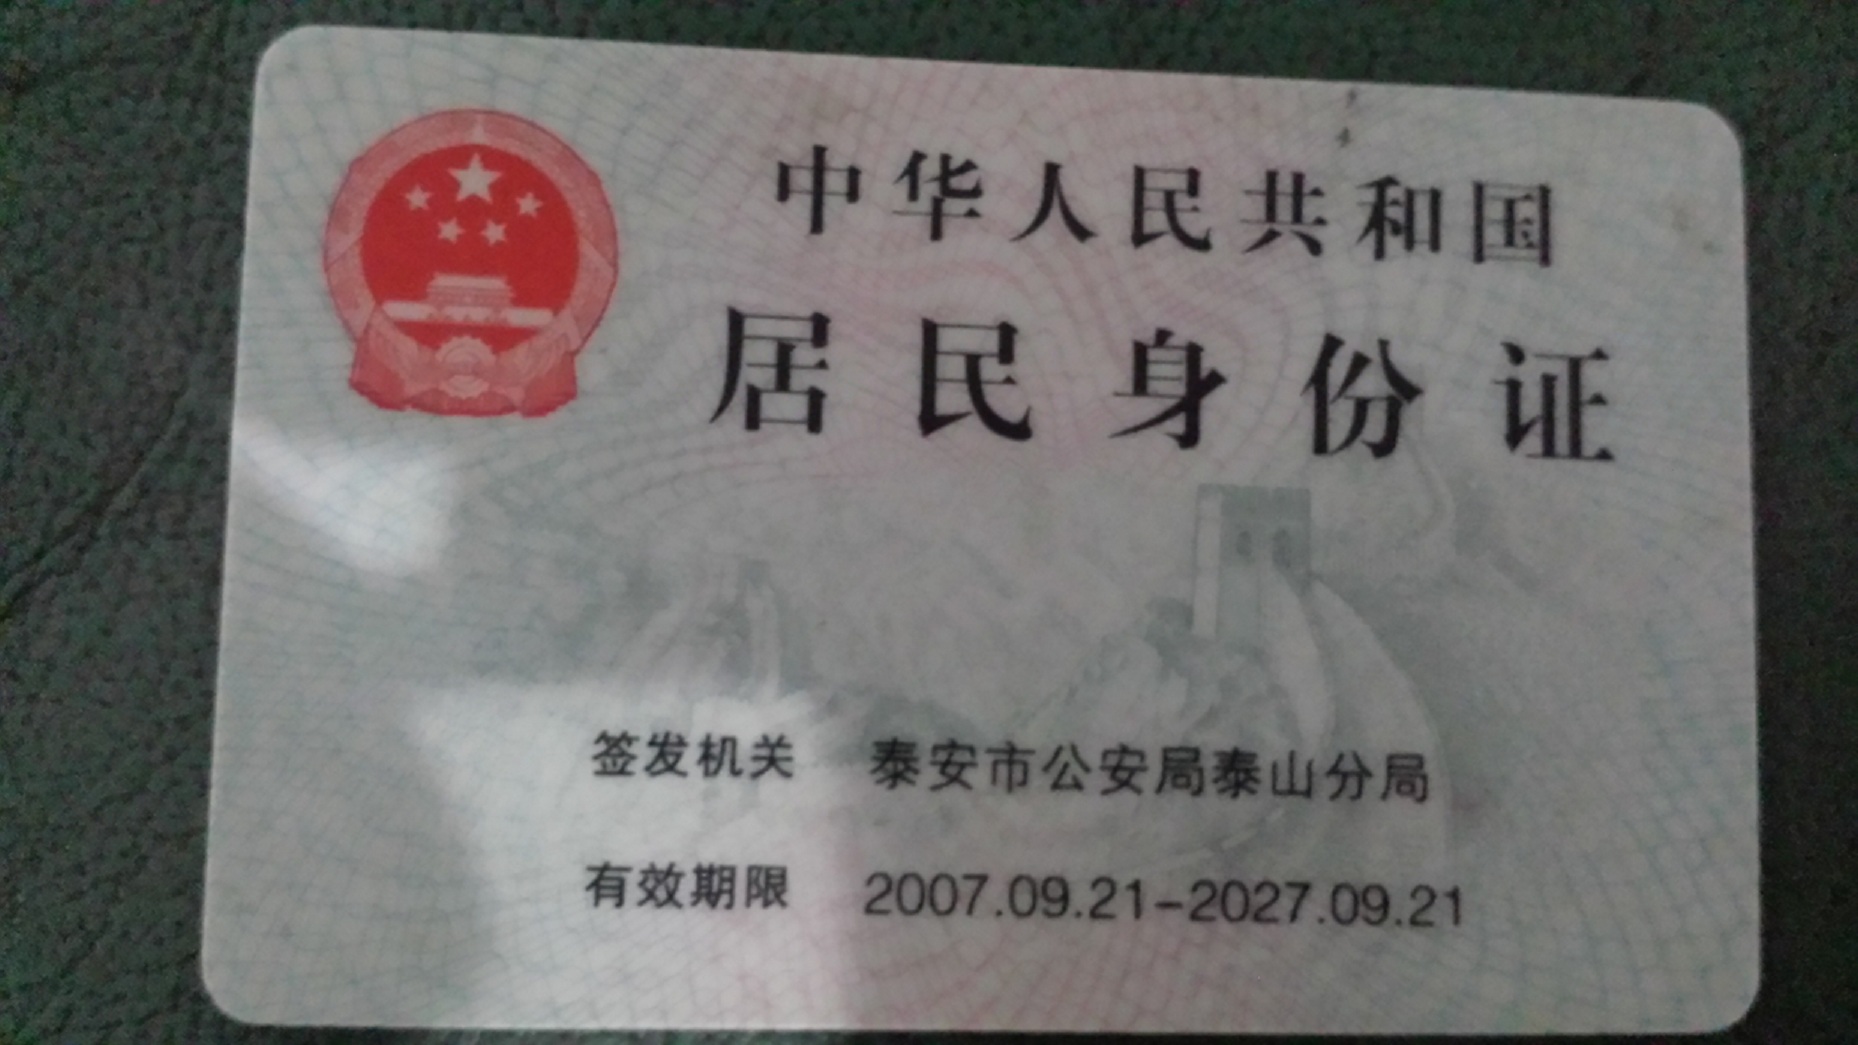 中华人民共和国
居民身份证
签发机关 泰安市公安局泰山分局
有效期限 2007.09.21-2027.09.21